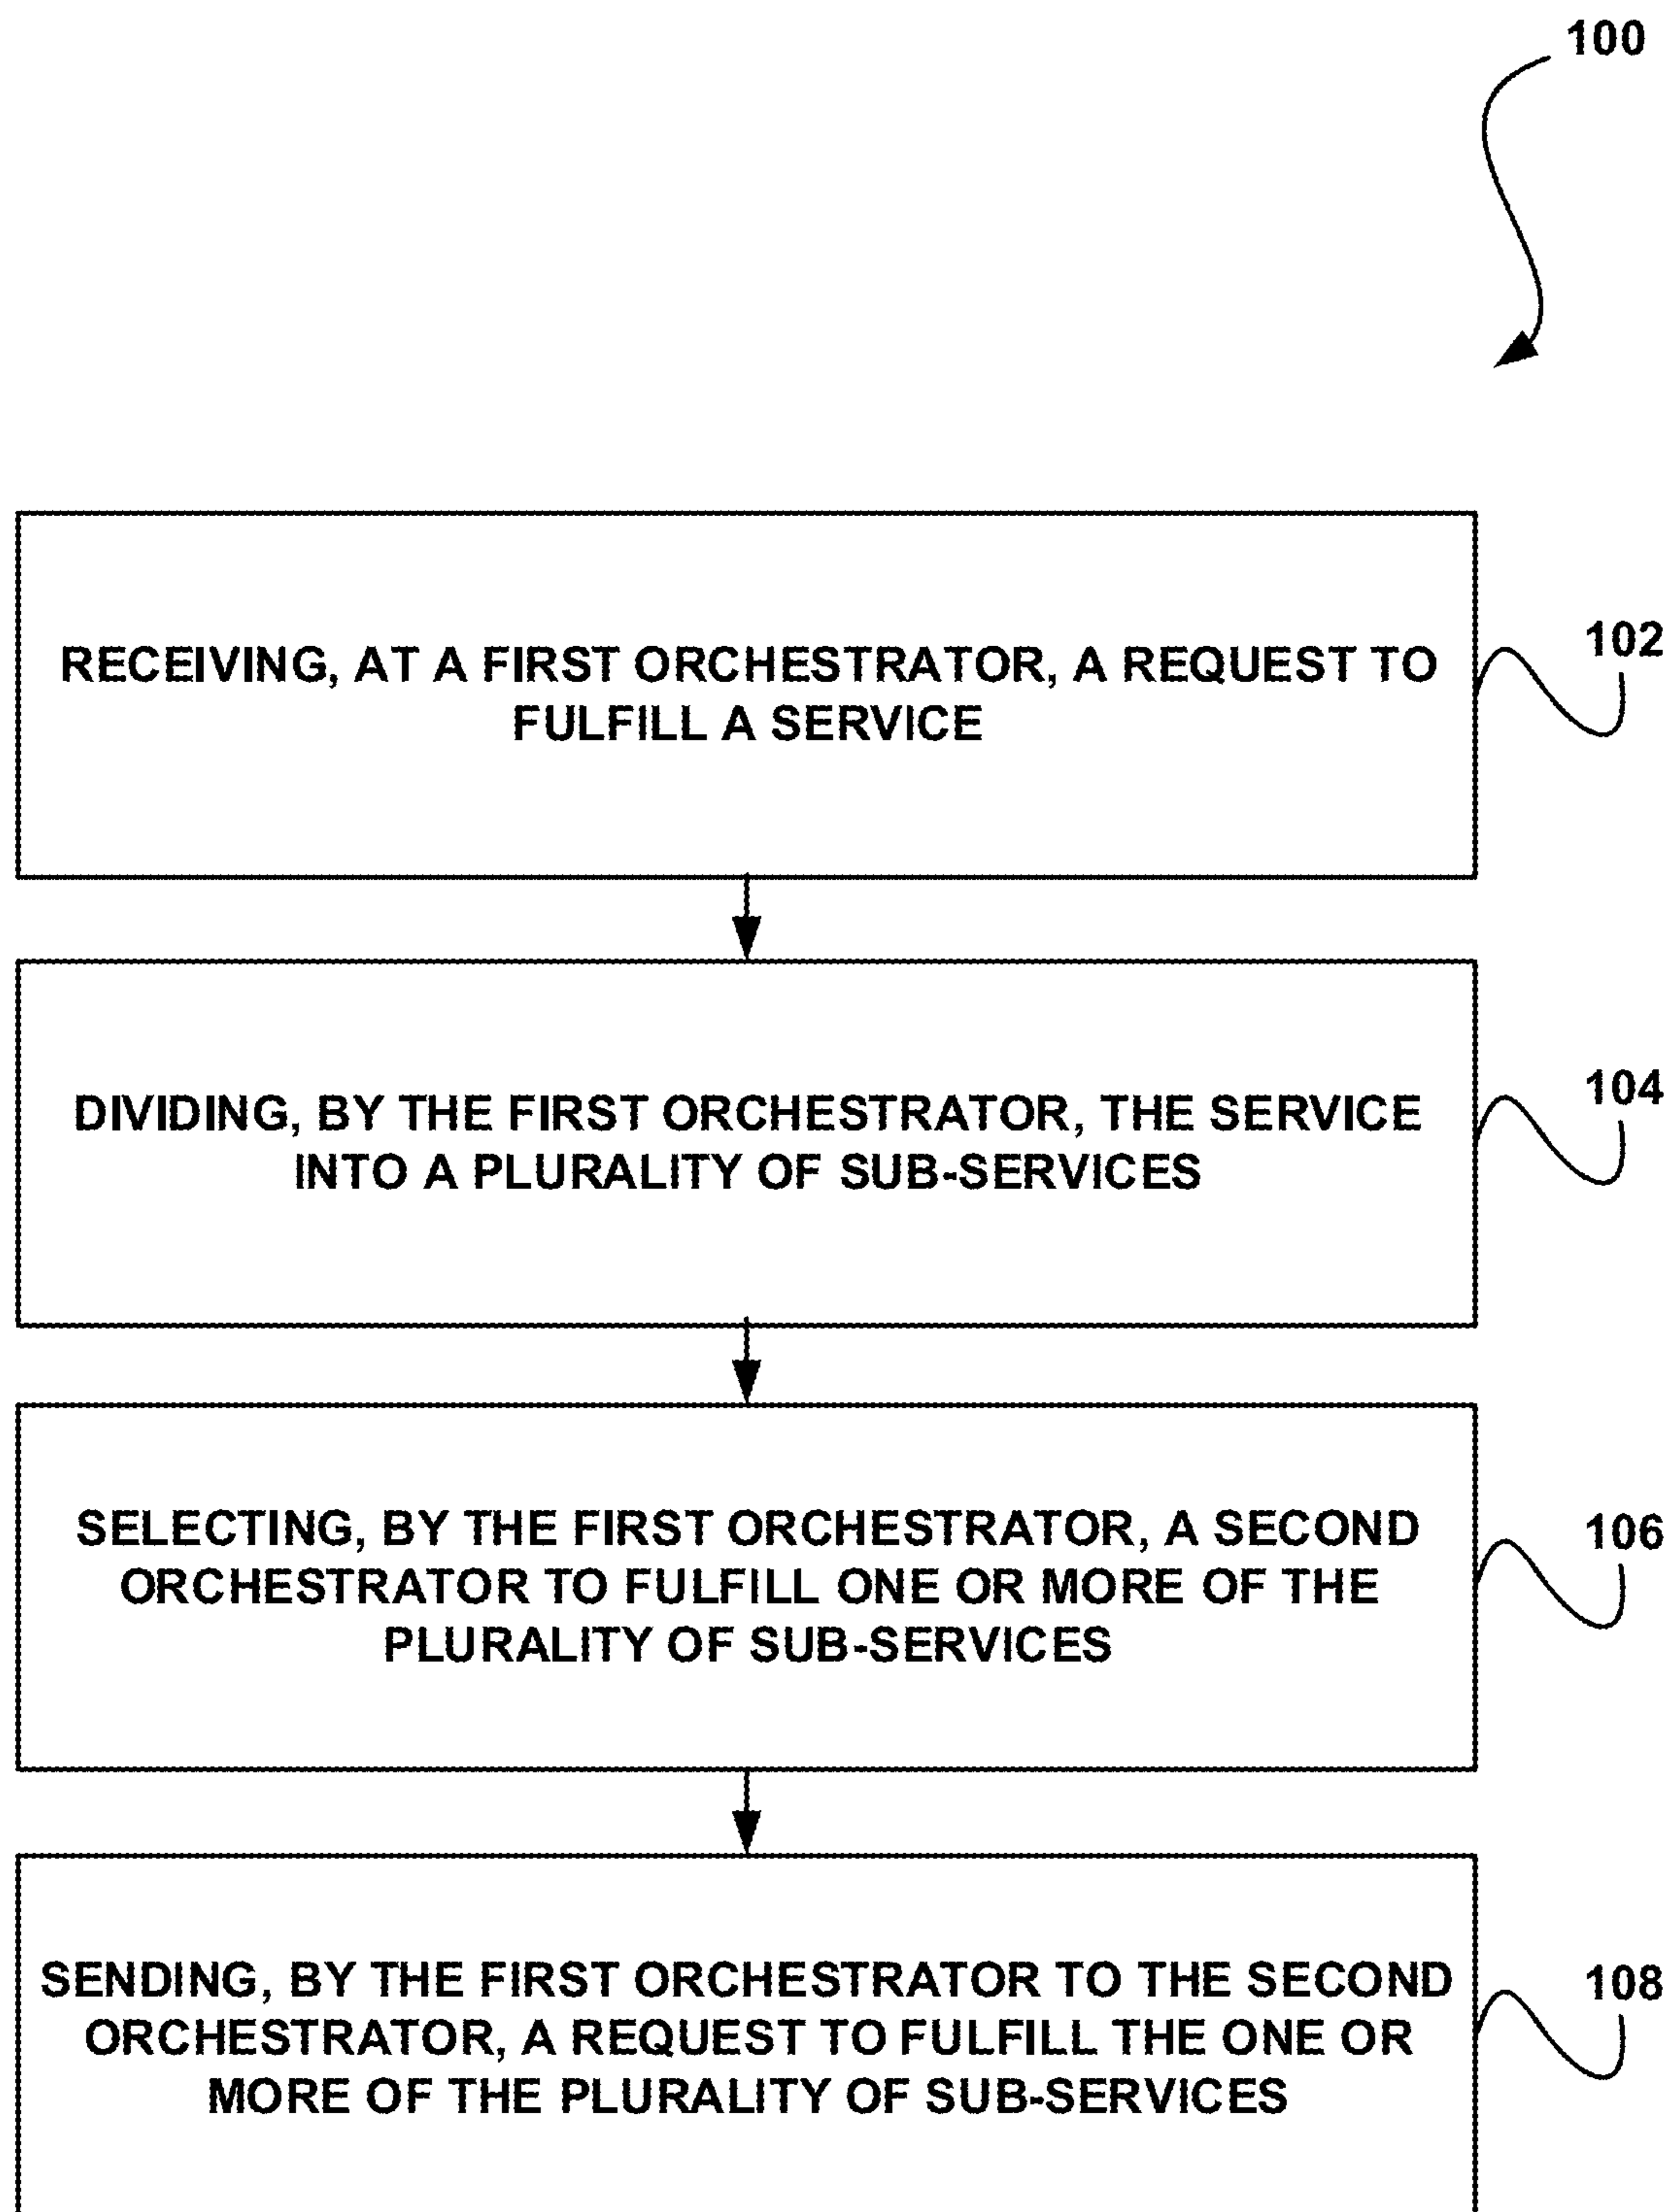 100
RECEIVING, AT A FIRST ORCHESTRATOR, A REQUEST TO
FULFILL A SERVICE
102
DIVIDING, BY THE FIRST ORCHESTRATOR, THE SERVICE
INTO A PLURALITY OF SUB-SERVICES
104
SELECTING, BY THE FIRST ORCHESTRATOR, A SECOND
ORCHESTRATOR TO FULFILL ONE OR MORE OF THE
PLURALITY OF SUB-SERVICES
106
SENDING, BY THE FIRST ORCHESTRATOR TO THE SECOND
ORCHESTRATOR, A REQUEST TO FULFILL THE ONE OR
MORE OF THE PLURALITY OF SUB-SERVICES
108